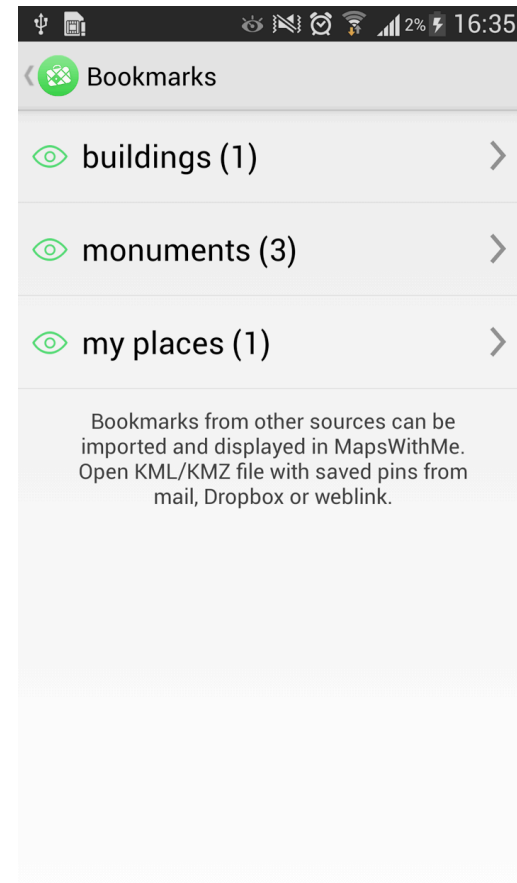 2% 16:35
Bookmarks
buildings (1)
monuments (3)
my places (1)
Bookmarks from other sources can be
imported and displayed in MapsWithMe.
Open KML/KMZ file with saved pins from
mail, Dropbox or weblink.